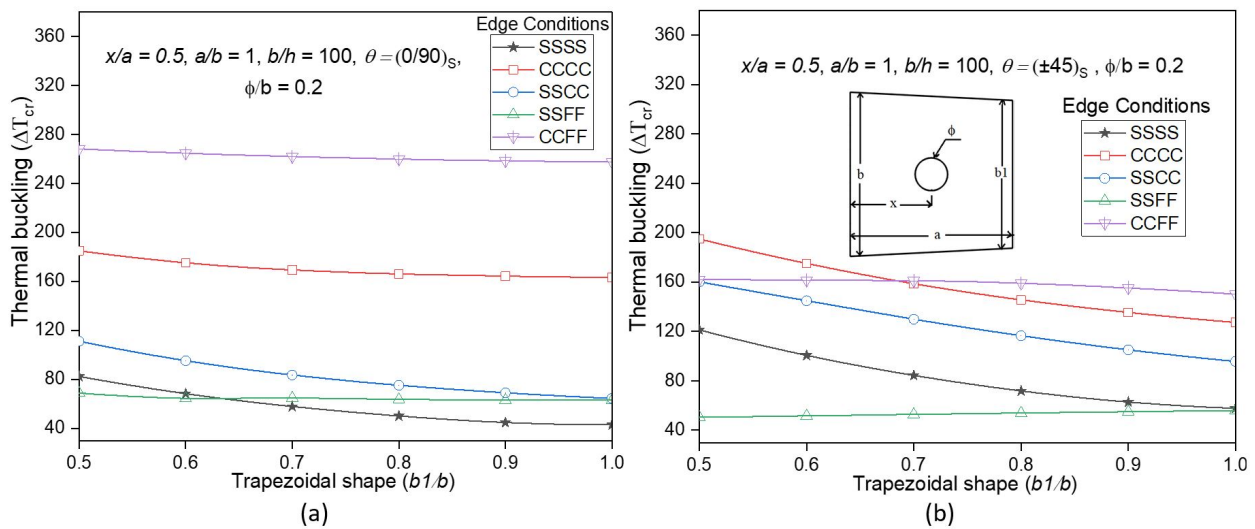 Edge Conditions
SSSS
CCCC
SSCC
SSFF
CCFF
x/a = 0.5, a/b = 1, b/h = 100, θ = (0/90)S,
ϕ/b = 0.2
Thermal buckling (ΔTcr)
360
320
280
240
200
160
120
80
40
0.5 0.6 0.7 0.8 0.9 1.0
Trapezoidal shape (b1/b)
(a)
x/a = 0.5, a/b = 1, b/h = 100, θ = (±45)S , ϕ/b = 0.2
ϕ
b
b1
x
a
Edge Conditions
SSSS
CCCC
SSCC
SSFF
CCFF
Thermal buckling (ΔTcr)
360
320
280
240
200
160
120
80
40
0.5 0.6 0.7 0.8 0.9 1.0
Trapezoidal shape (b1/b)
(b)